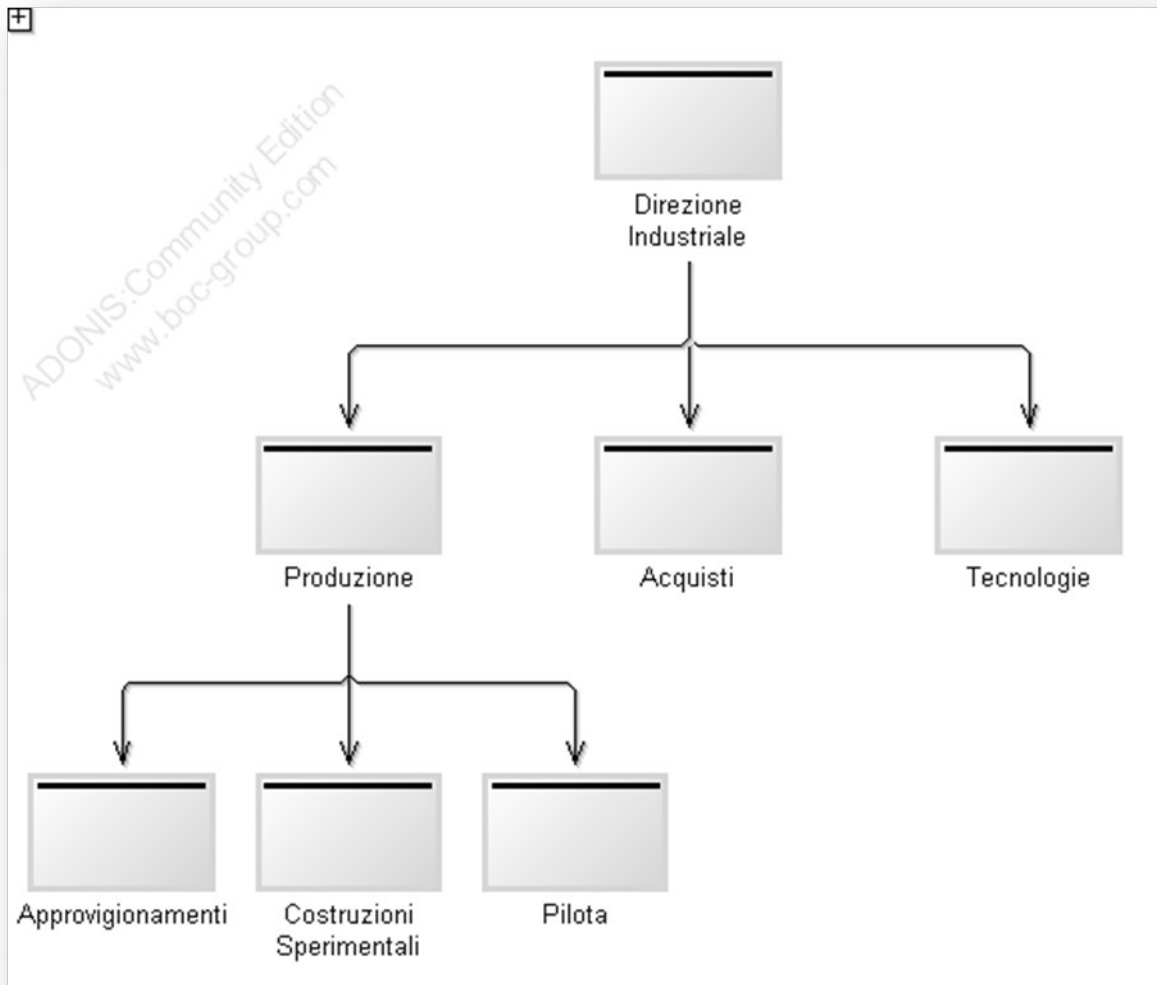 ADONIS:Community Edition
www.boc-group.com
Direzione
Industriale
Produzione
Acquisti
Tecnologie
Approvigionamenti
Costruzioni
Sperimentali
Pilota